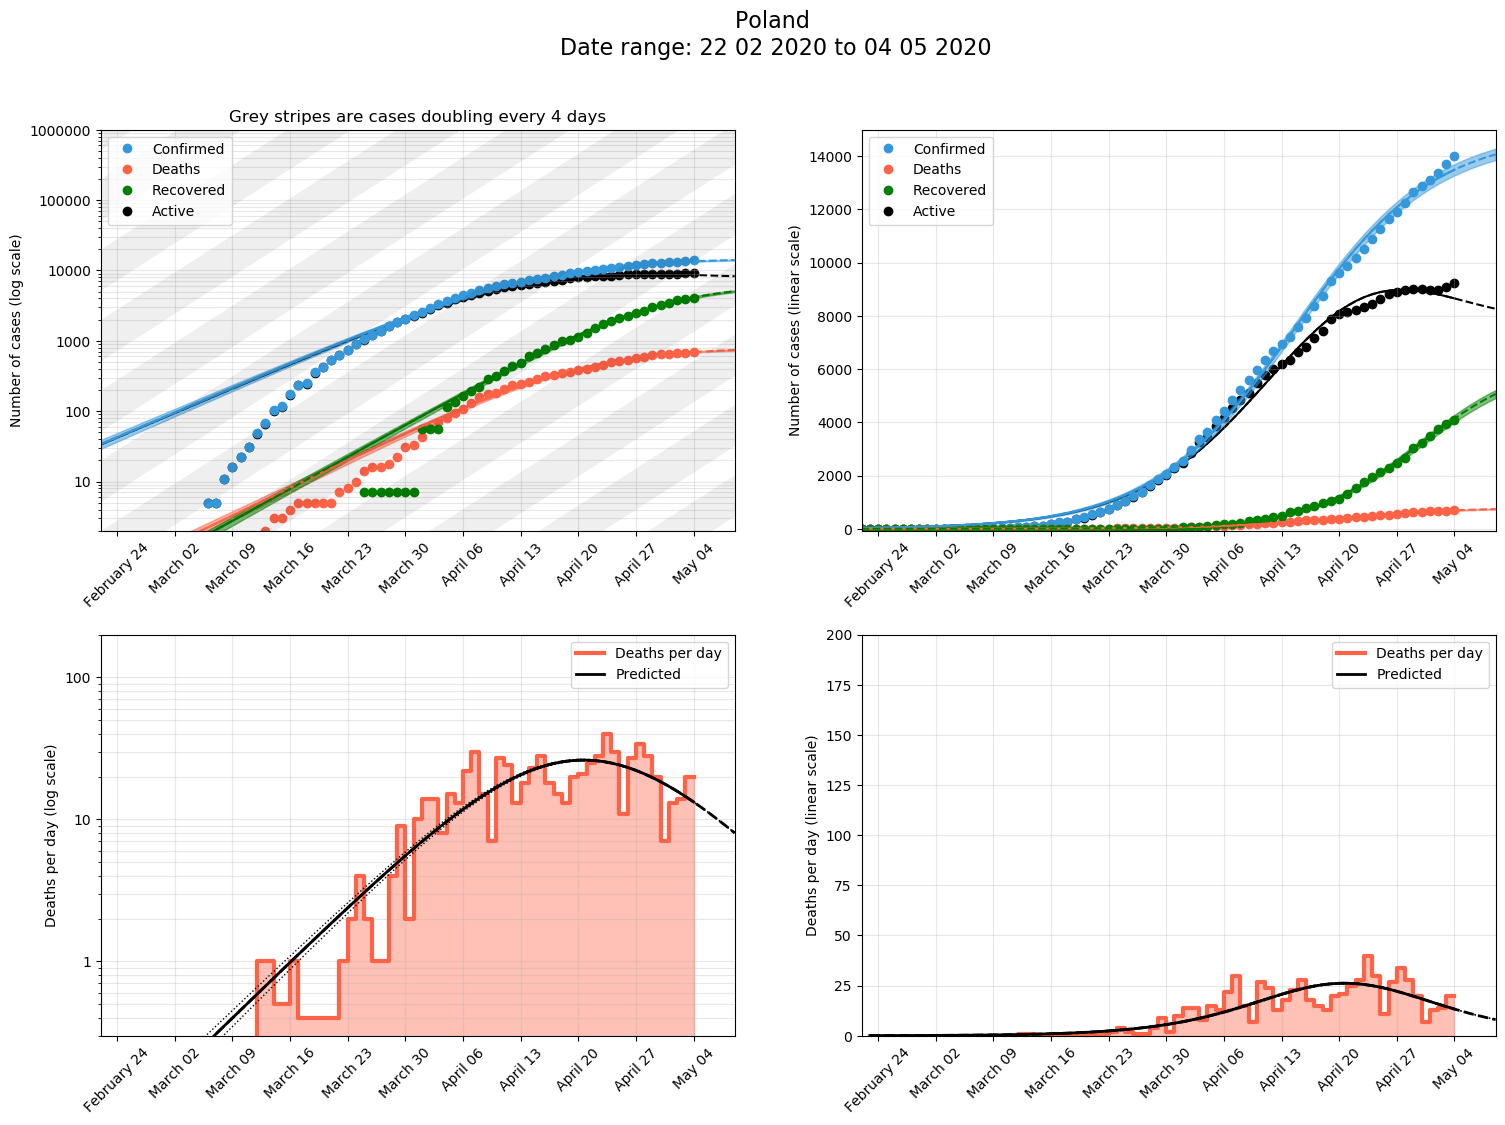 Poland
Date range: 22 02 2020 to 04 05 2020
Grey stripes are cases doubling every 4 days
Number of cases (log scale)
1000000
100000
10000
1000
100
10
Confirmed
Deaths
Recovered
Active
February 24
March 02
March 09
March 16
March 23
March 30
April 06
April 13
April 20
April 27
May 04
Number of cases (linear scale)
14000
12000
10000
8000
6000
4000
2000
0
Confirmed
Deaths
Recovered
Active
February 24
March 02
March 09
March 16
March 23
March 30
April 06
April 13
April 20
April 27
May 04
Deaths per day (log scale)
100
10
1
Deaths per day
Predicted
February 24
March 02
March 09
March 16
March 23
March 30
April 06
April 13
April 20
April 27
May 04
Deaths per day (linear scale)
200
175
150
125
100
75
50
25
0
Deaths per day
Predicted
February 24
March 02
March 09
March 16
March 23
March 30
April 06
April 13
April 20
April 27
May 04